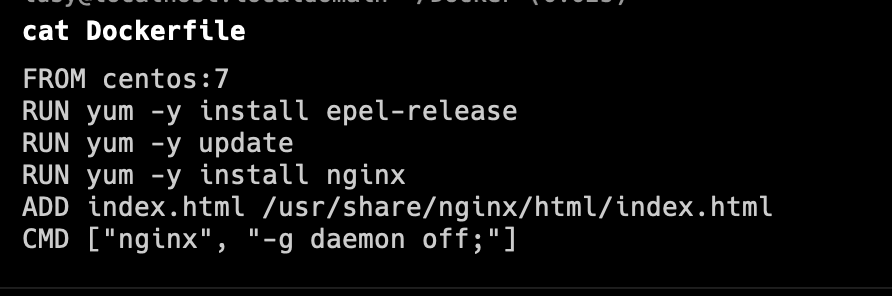 cat Dockerfile
FROM centos:7
RUN yum -y install epel-release
RUN yum -y update
RUN yum -y install nginx
ADD index.html /usr/share/nginx/html/index.html
CMD ["nginx", "-g daemon off;"]